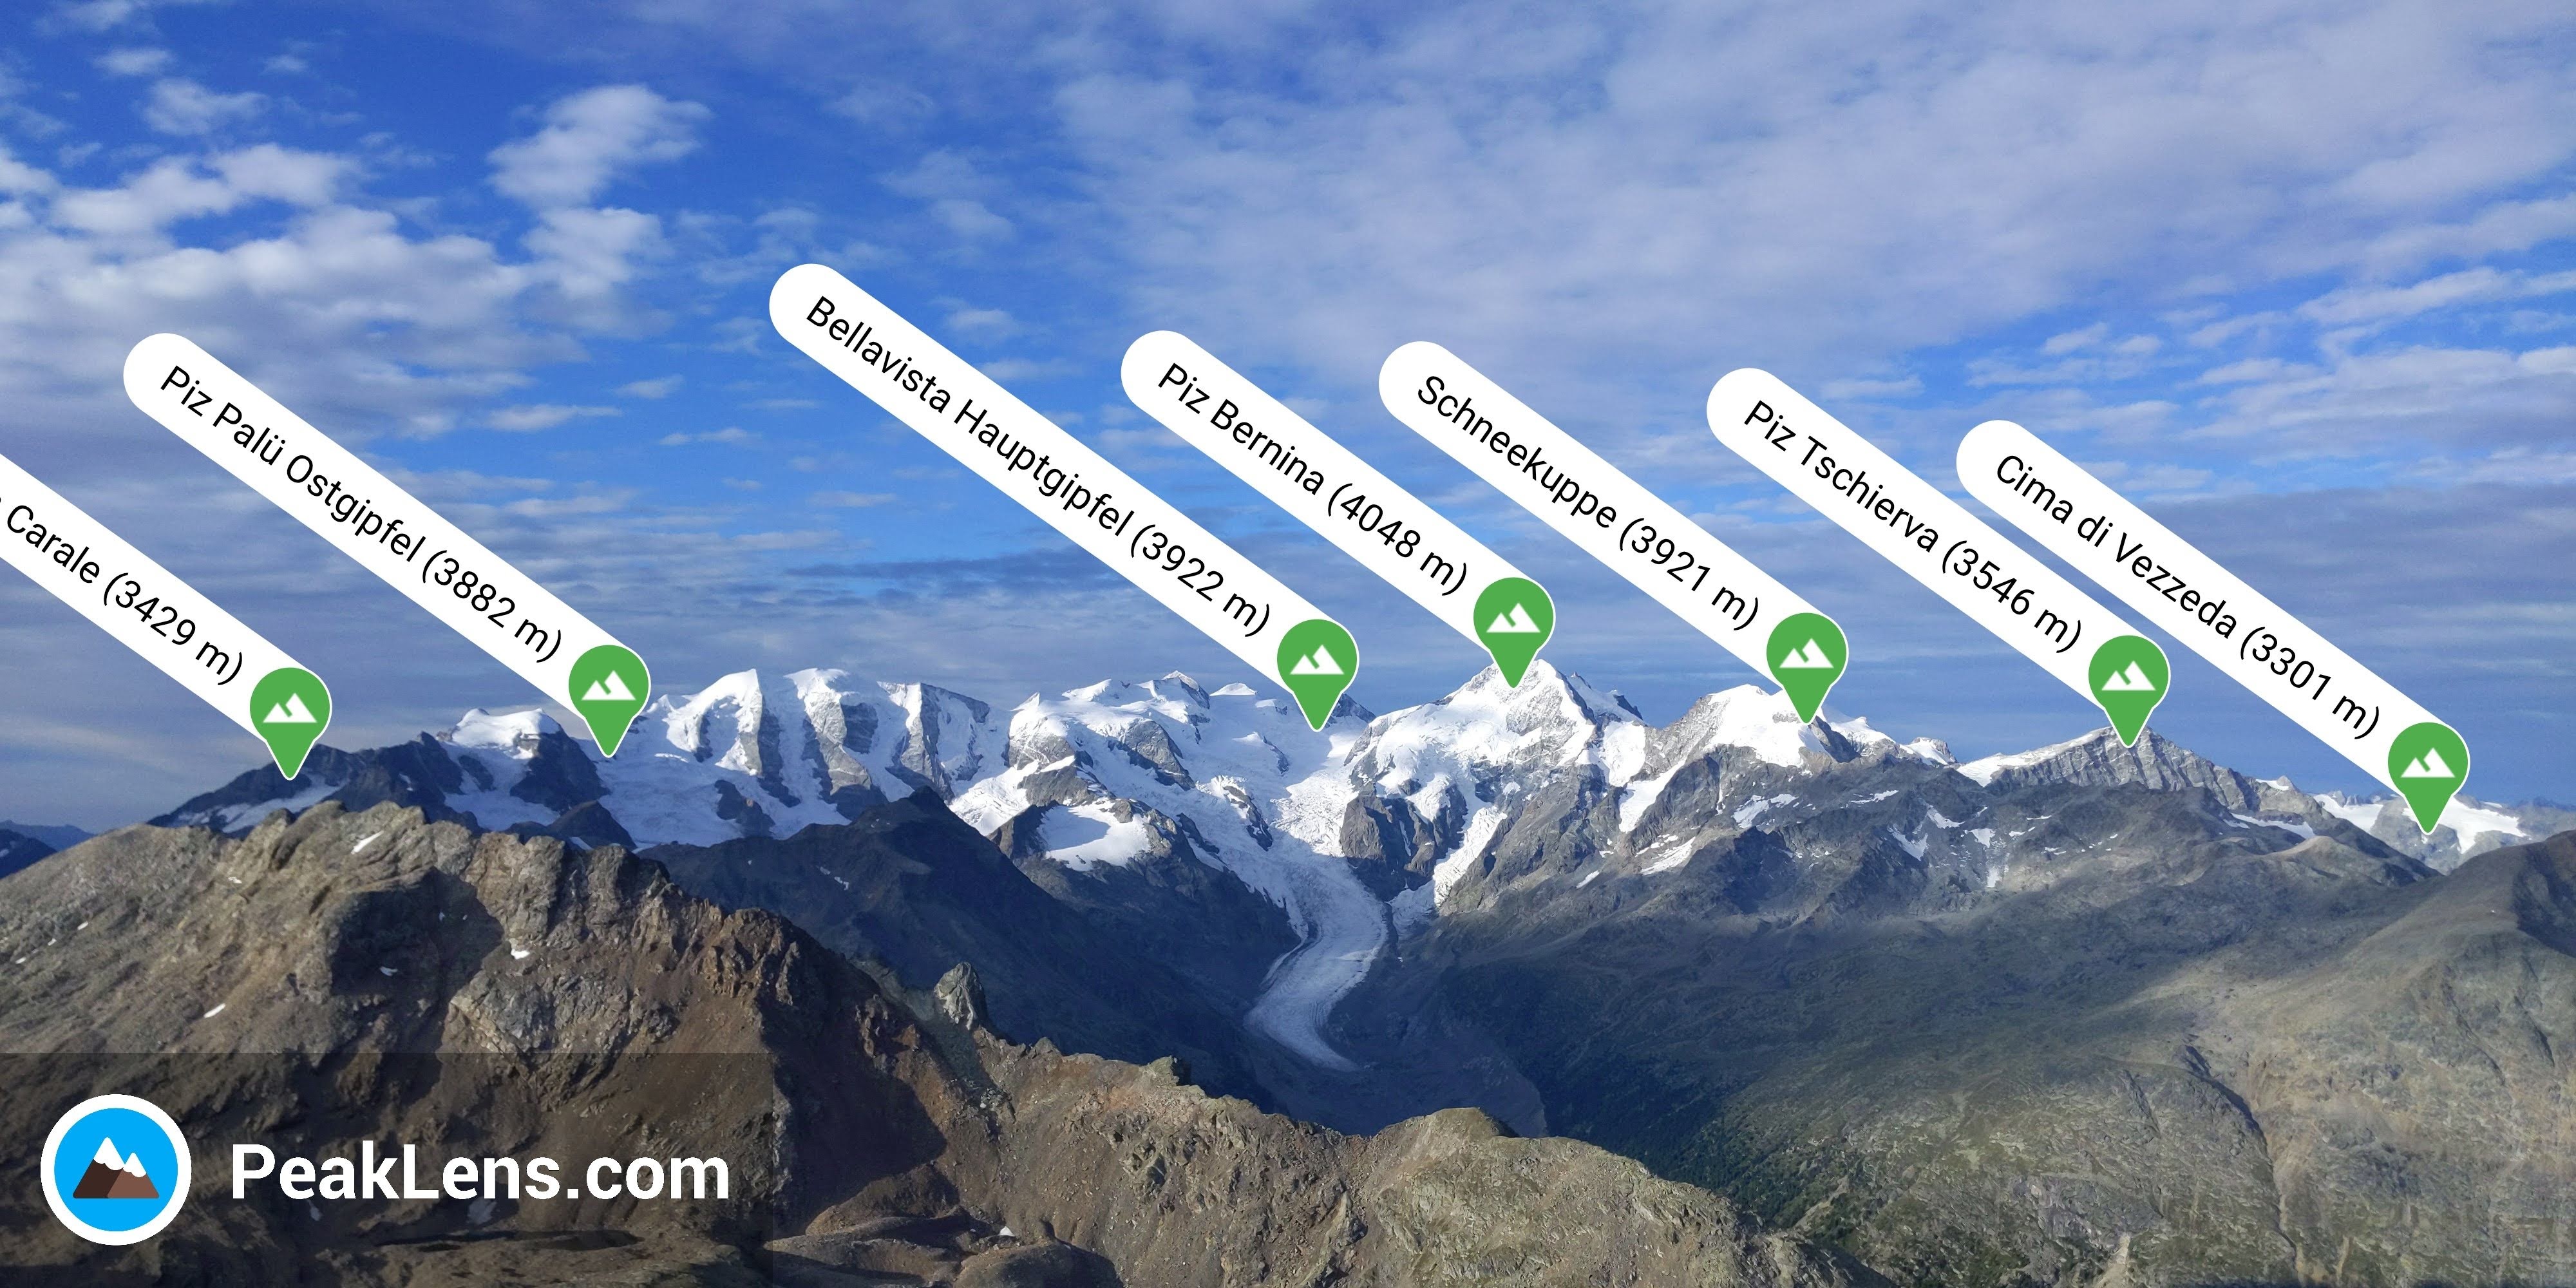 Carale (3429 m)
Piz Palü Ostgipfel (3882 m)
Bellavista Hauptgipfel (3922 m)
Piz Bernina (4048 m)
Schneekuppe (3921 m)
Piz Tschierva (3546 m)
Cima di Vezzeda (3301 m)
PeakLens.com